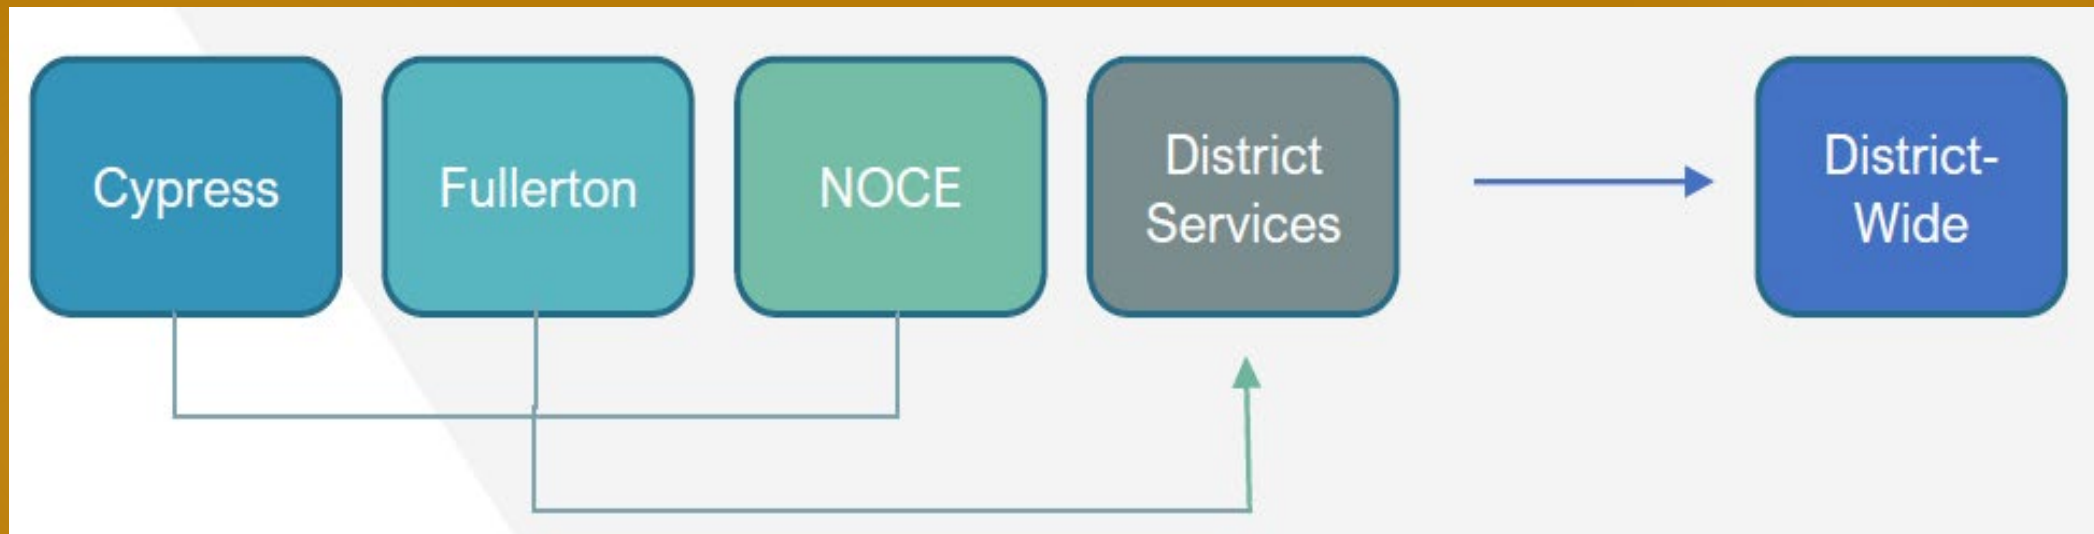 Cypress
Fullerton
NOCE
District
Services
District-
Wide